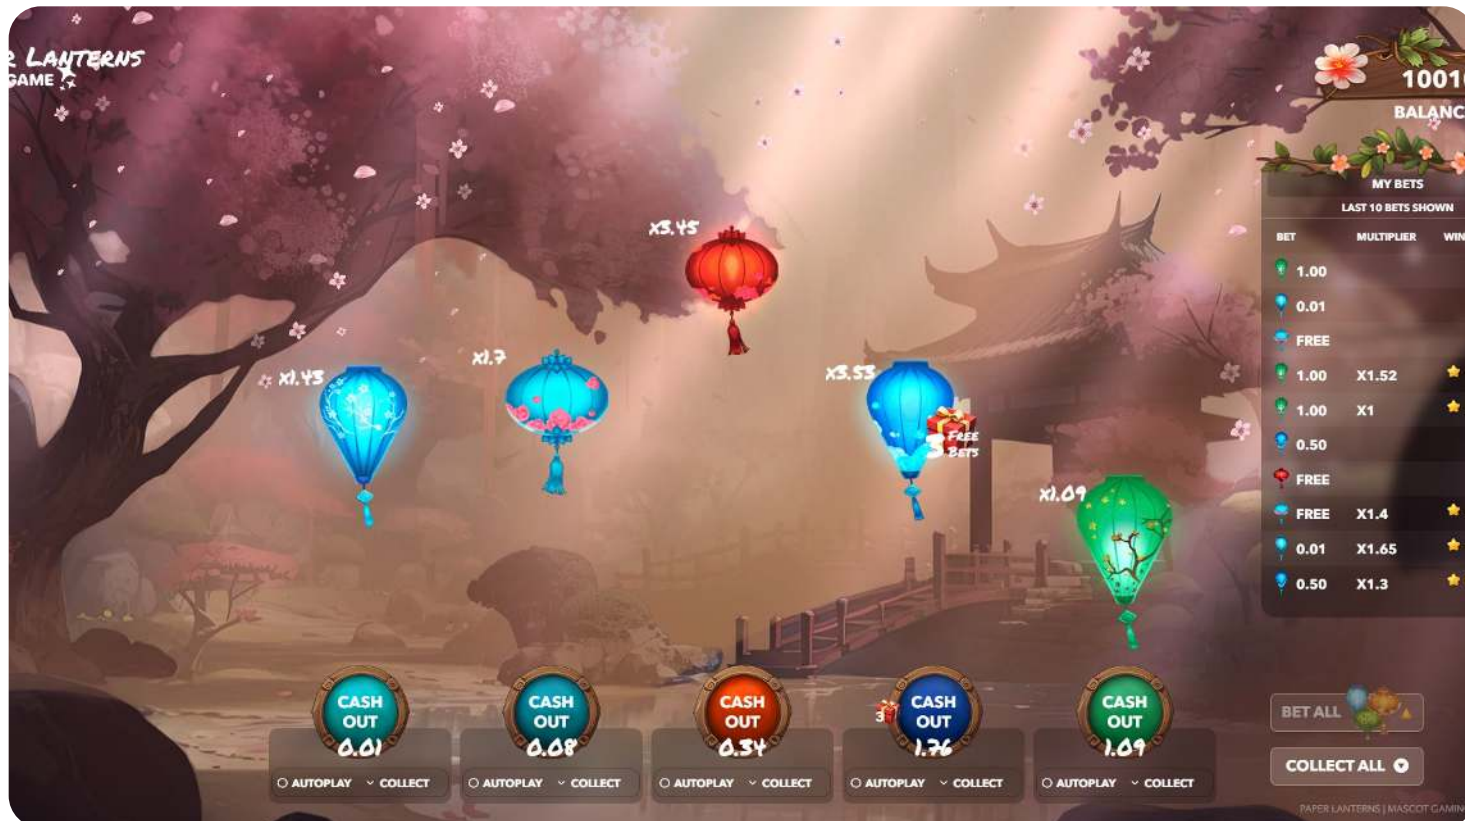 R LANTERNS
GAME
1001
BALANC
MY BETS
LAST 10 BETS SHOWN
BET MULTIPLIER WIN
1.00
0.01
FREE
1.00 X1.52
1.00 X1
0.50
FREE
FREE X1.4
0.01 X1.65
0.50 X1.3
x3.45
x1.43
x1.7
x3.53
3 FREE
BETS
x1.09
CASH
OUT
0.01
CASH
OUT
0.08
CASH
OUT
0.34
3
CASH
OUT
1.76
CASH
OUT
1.09
AUTOPLAY COLLECT
AUTOPLAY COLLECT
AUTOPLAY COLLECT
AUTOPLAY COLLECT
AUTOPLAY COLLECT
BET ALL
COLLECT ALL
PAPER LANTERNS | MASCOT GAMING